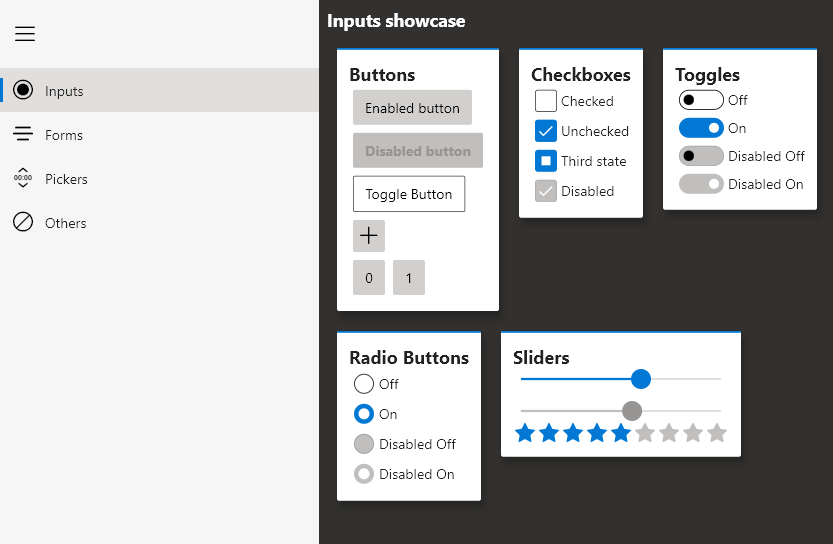 Inputs showcase
Inputs
Forms
00:00
Pickers
Others
Buttons
Enabled button
Disabled button
Toggle Button
0 1
Checkboxes
Checked
Unchecked
Third state
Disabled
Toggles
Off
On
Disabled Off
Disabled On
Radio Buttons
Off
On
Disabled Off
Disabled On
Sliders